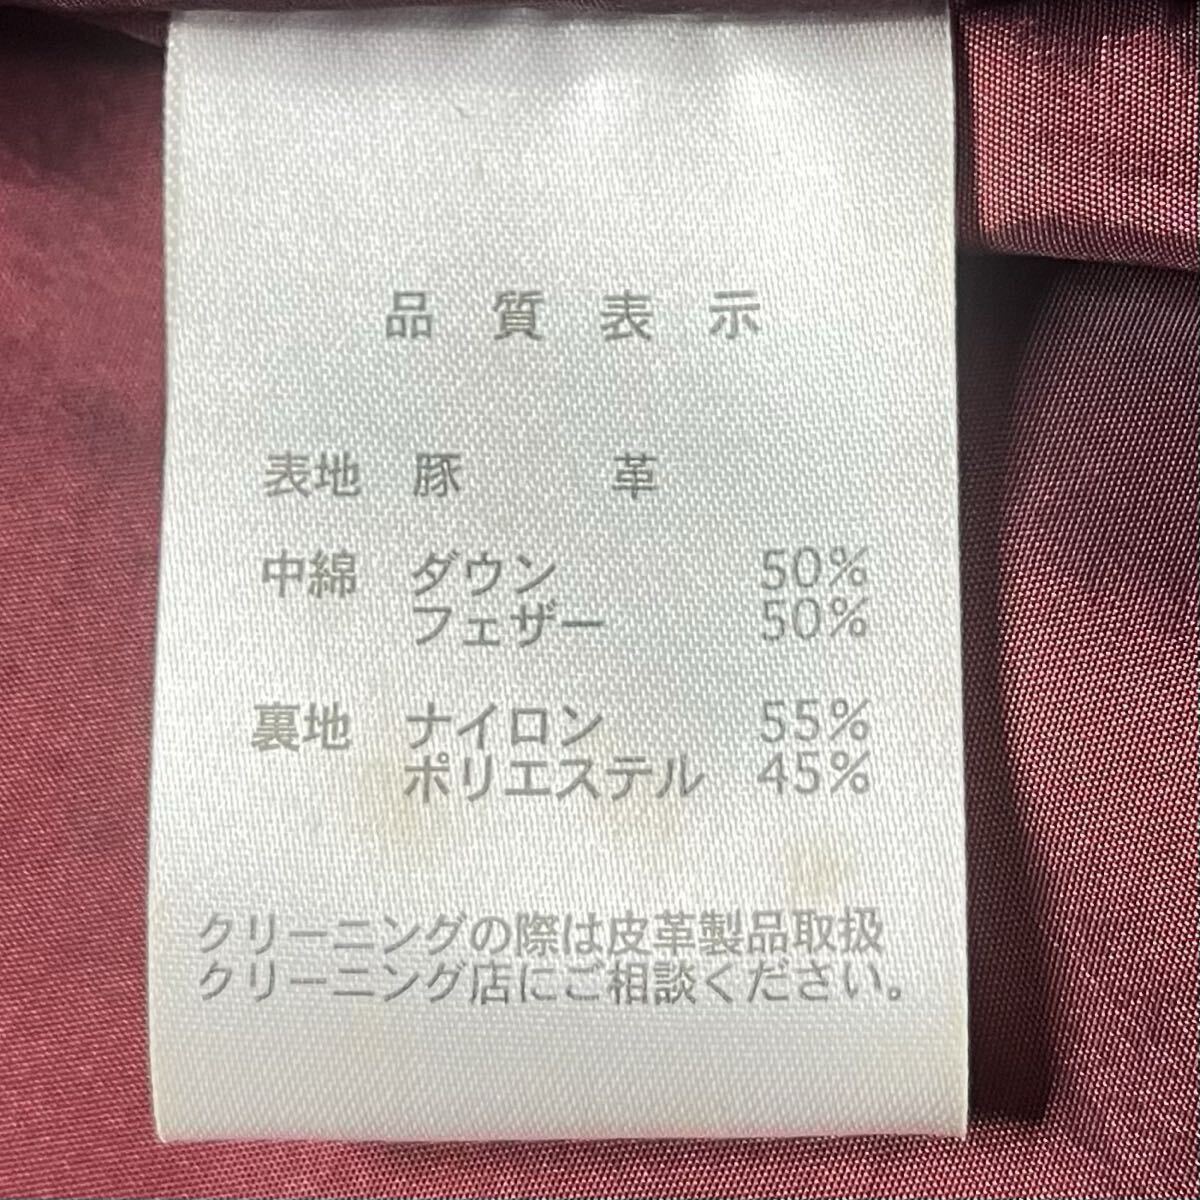 品質表示
表地 豚 革
中綿 ダウン 50%
フェザー 50%
裏地 ナイロン 55%
ポリエステル 45%
クリーニングの際は皮革製品取扱
クリーニング店にご相談ください。